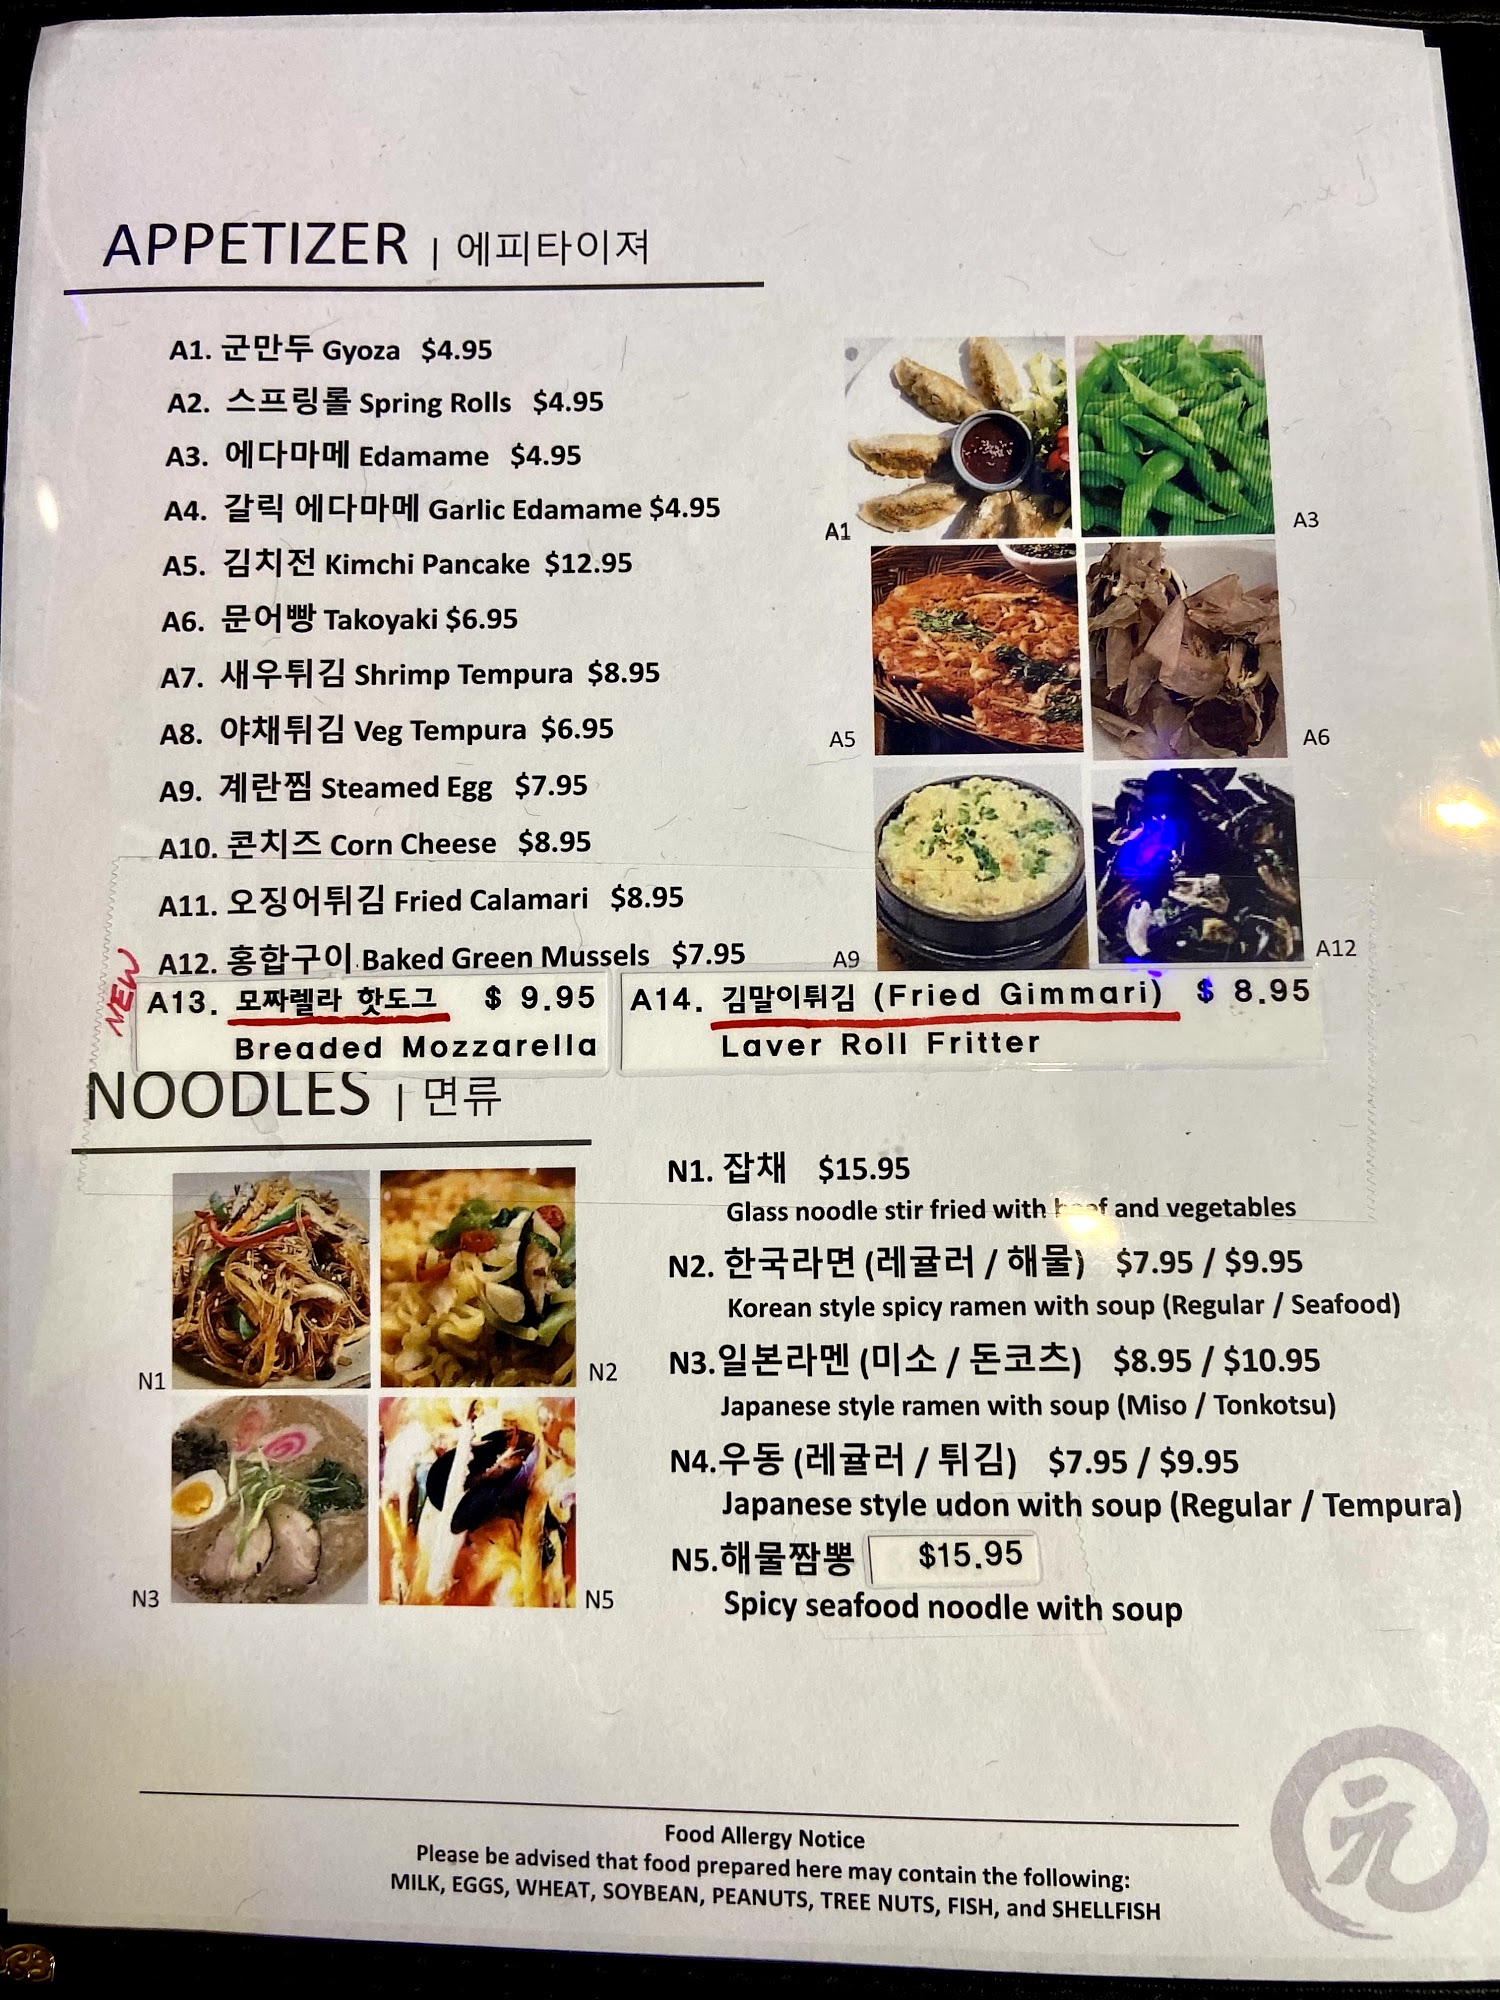 APPETIZER | 에피타이져
A1. 군만두 Gyoza $4.95
A2. 스프링롤 Spring Rolls $4.95
A3. 에다마메 Edamame $4.95
A4. 갈릭 에다마메 Garlic Edamame $4.95
A5. 김치전 Kimchi Pancake $12.95
A6. 문어빵 Takoyaki $6.95
A7. 새우튀김 Shrimp Tempura $8.95
A8. 야채튀김 Veg Tempura $6.95
A9. 계란찜 Steamed Egg $7.95
A10. 콘치즈 Corn Cheese $8.95
A11. 오징어튀김 Fried Calamari $8.95
A12. 홍합구이 Baked Green Mussels $7.95
A1
A3
A5
A6
A9
A12
NEW
A13. 모짜렐라 핫도그 $ 9.95
Breaded Mozzarella
A14. 김말이튀김 (Fried Gimmari) $ 8.95
Laver Roll Fritter
NOODLES | 면류
N1
N2
N3
N5
N1. 잡채 $15.95
Glass noodle stir fried with beef and vegetables
N2. 한국라면 (레귤러 / 해물) $7.95 / $9.95
Korean style spicy ramen with soup (Regular / Seafood)
N3.일본라멘 (미소 / 돈코츠) $8.95 / $10.95
Japanese style ramen with soup (Miso / Tonkotsu)
N4.우동 (레귤러 / 튀김) $7.95 / $9.95
Japanese style udon with soup (Regular / Tempura)
N5.해물짬뽕 $15.95
Spicy seafood noodle with soup
Food Allergy Notice
Please be advised that food prepared here may contain the following:
MILK, EGGS, WHEAT, SOYBEAN, PEANUTS, TREE NUTS, FISH, and SHELLFISH
元